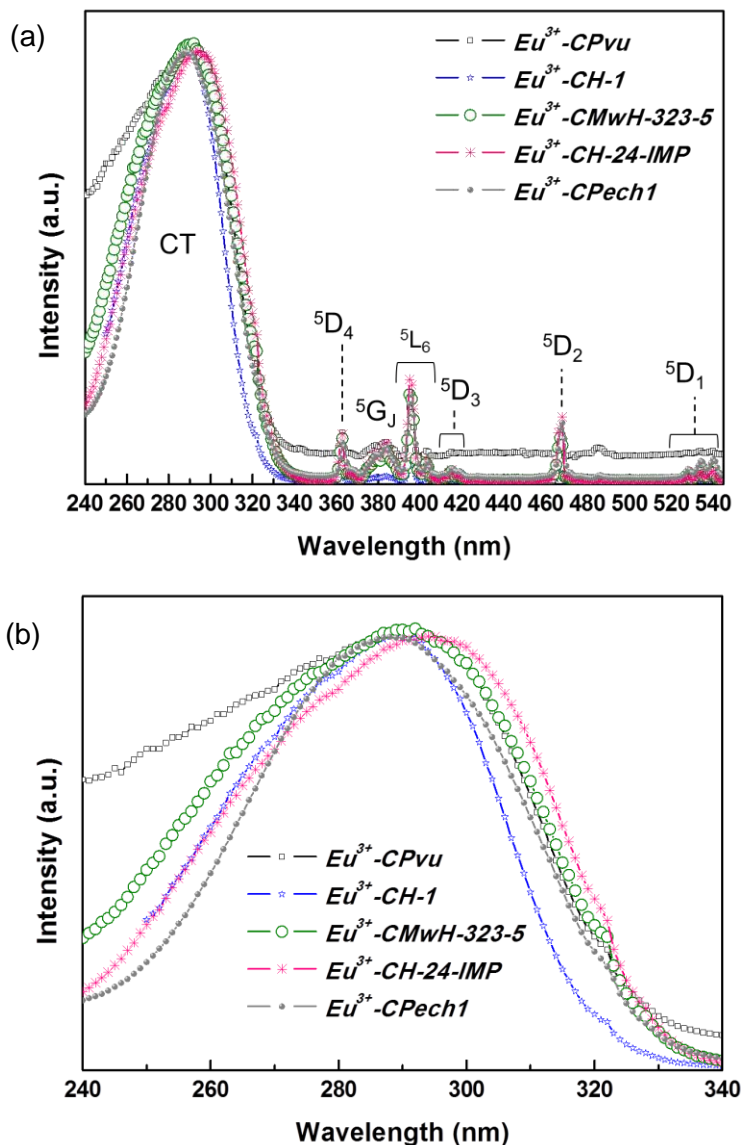 (a)
Eu³⁺-CPvu
Eu³⁺-CH-1
Eu³⁺-CMwH-323-5
Eu³⁺-CH-24-IMP
Eu³⁺-CPech1
CT
⁵D₄
⁵G_J
⁵L₆
⁵D₃
⁵D₂
⁵D₁
Intensity (a.u.)
240 260 280 300 320 340 360 380 400 420 440 460 480 500 520 540
Wavelength (nm)
(b)
Intensity (a.u.)
Eu³⁺-CPvu
Eu³⁺-CH-1
Eu³⁺-CMwH-323-5
Eu³⁺-CH-24-IMP
Eu³⁺-CPech1
240 260 280 300 320 340
Wavelength (nm)